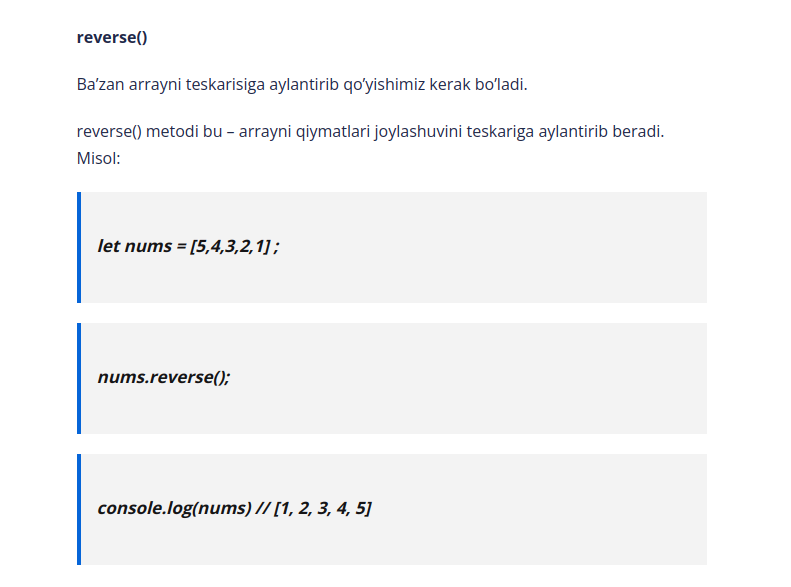 reverse()
Ba’zan arrayni teskarisiga aylantirib qo’yishimiz kerak bo’ladi.
reverse() metodi bu – arrayni qiymatlari joylashuvini teskariga aylantirib beradi.
Misol:
let nums = [5,4,3,2,1] ;
nums.reverse();
console.log(nums) // [1, 2, 3, 4, 5]